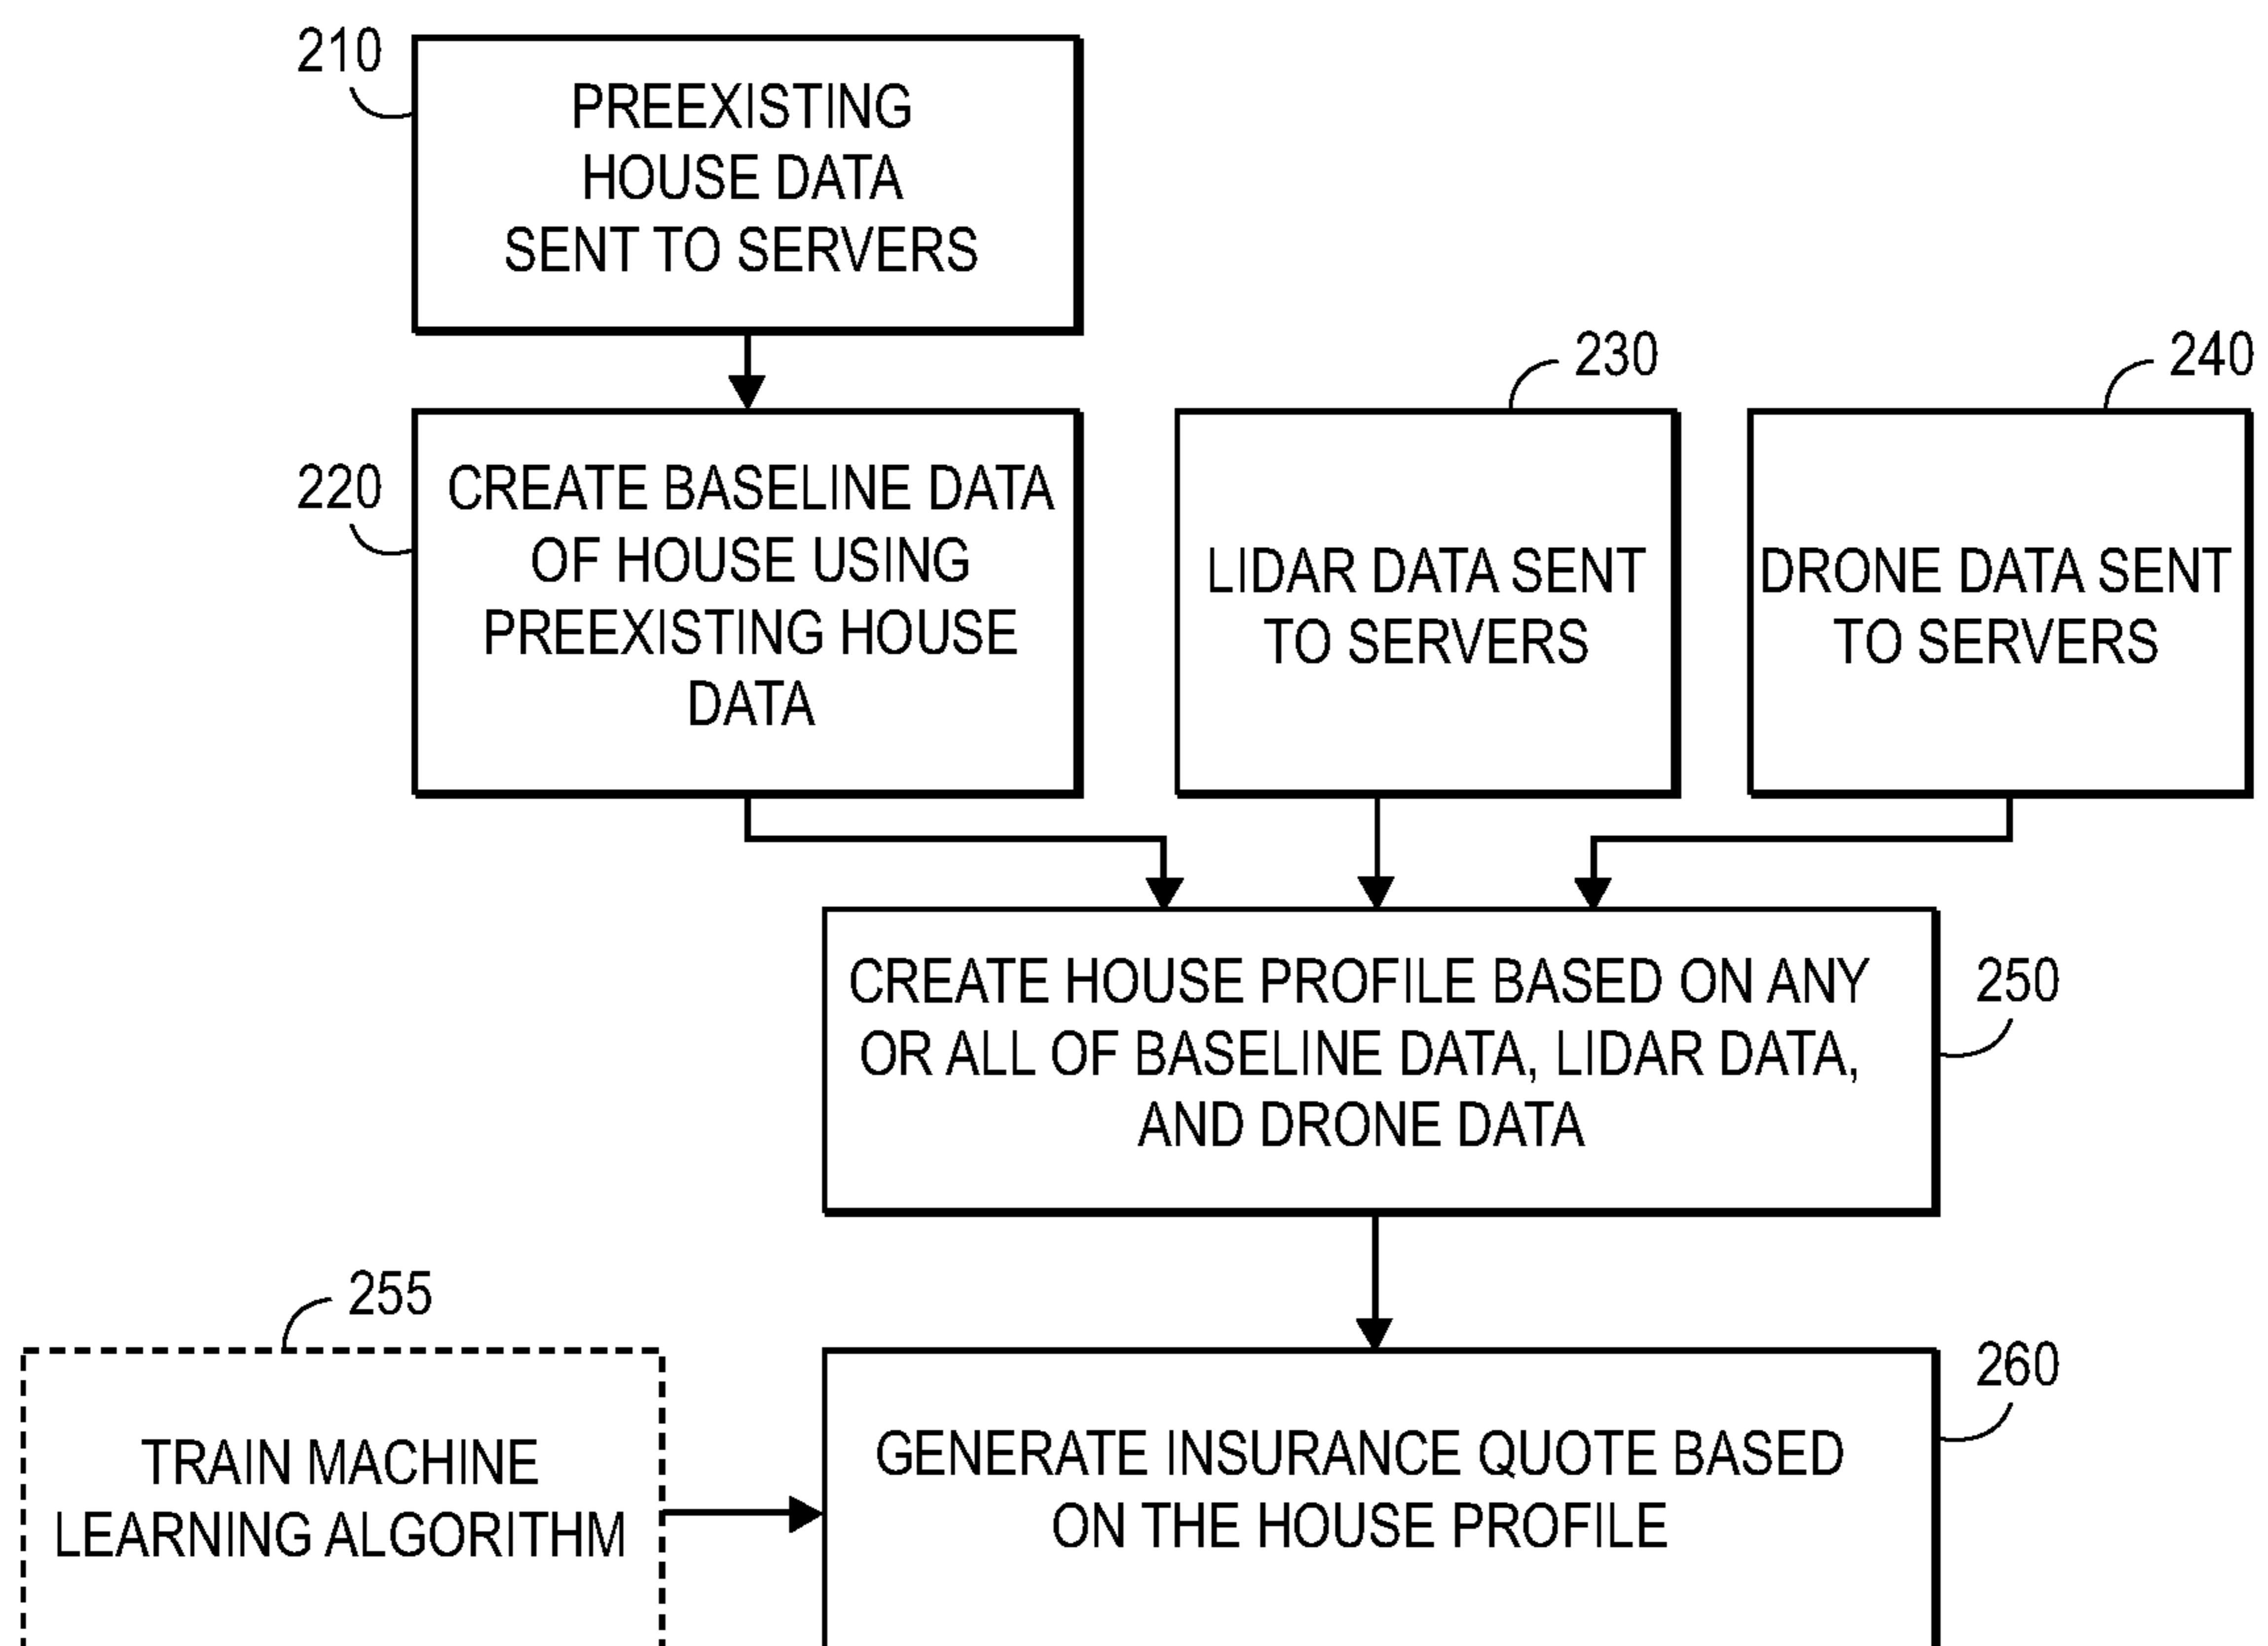 210
PREEXISTING
HOUSE DATA
SENT TO SERVERS
220
CREATE BASELINE DATA
OF HOUSE USING
PREEXISTING HOUSE
DATA
230
LIDAR DATA SENT
TO SERVERS
240
DRONE DATA SENT
TO SERVERS
250
CREATE HOUSE PROFILE BASED ON ANY
OR ALL OF BASELINE DATA, LIDAR DATA,
AND DRONE DATA
255
TRAIN MACHINE
LEARNING ALGORITHM
260
GENERATE INSURANCE QUOTE BASED
ON THE HOUSE PROFILE